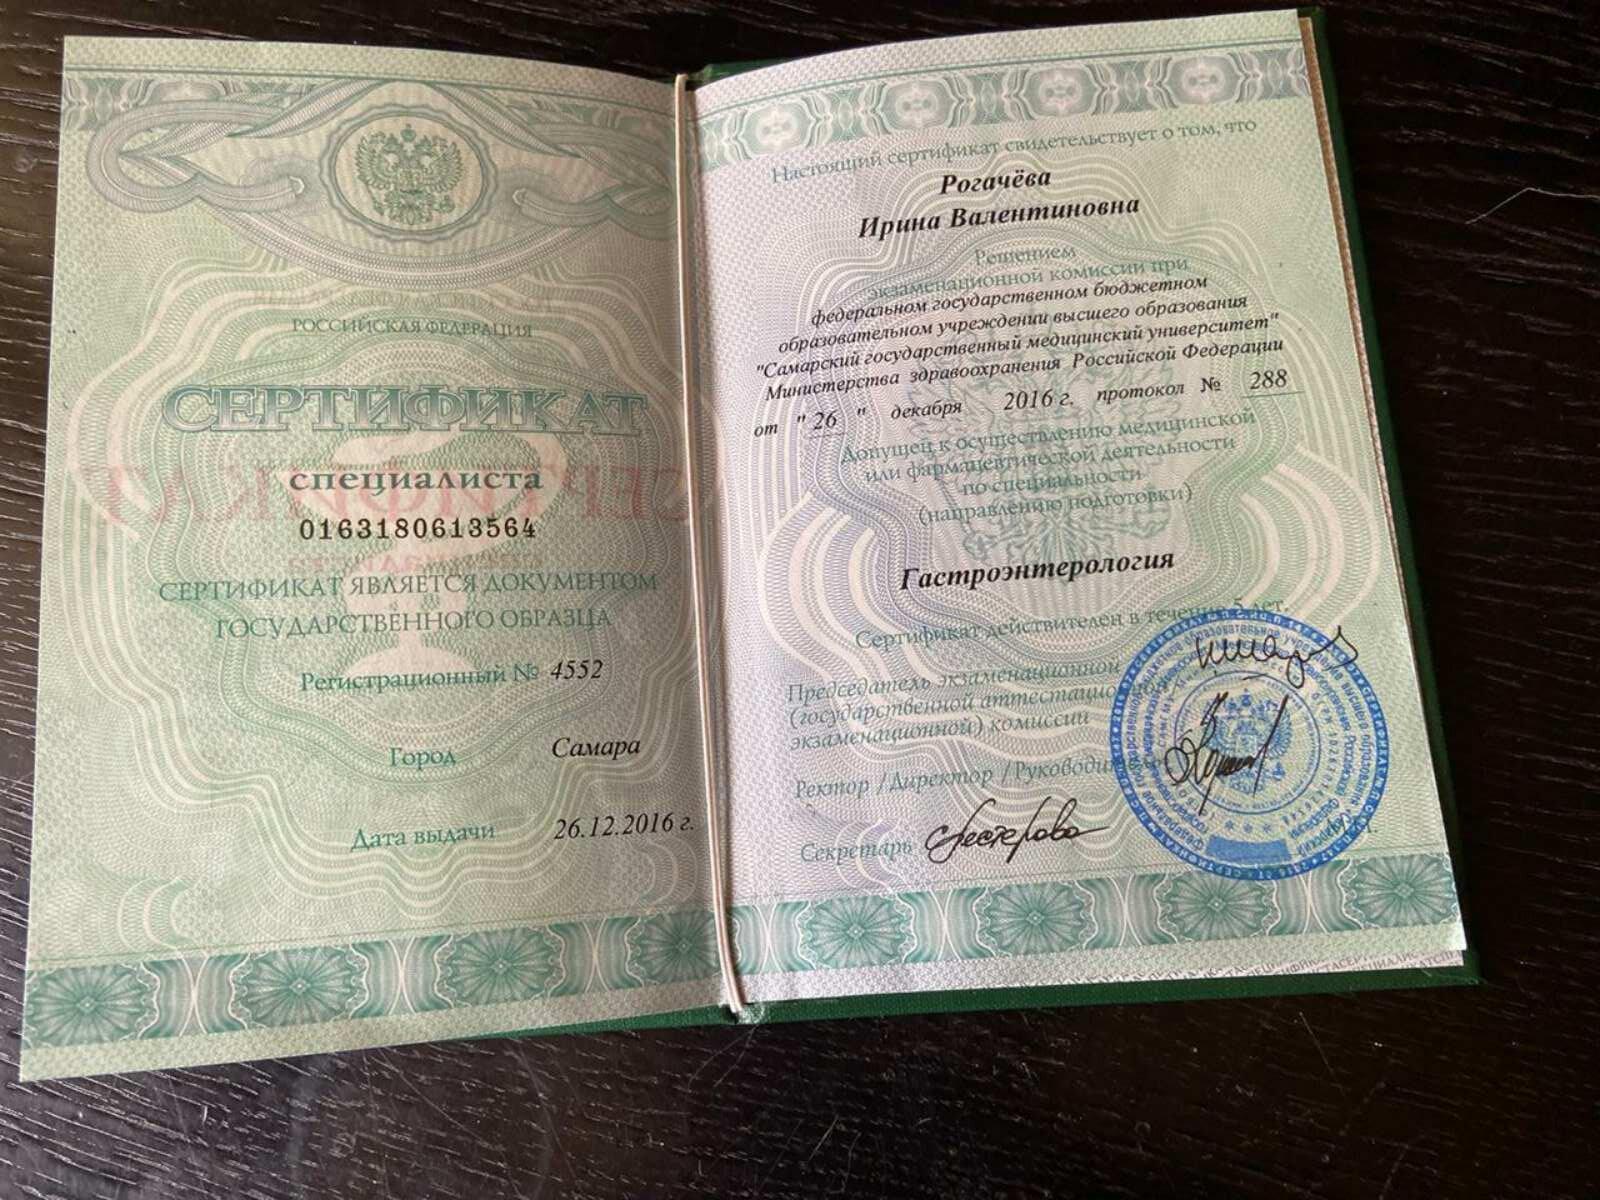 РОССИЙСКАЯ ФЕДЕРАЦИЯ
СЕРТИФИКАТ
специалиста
0163180613564
СЕРТИФИКАТ ЯВЛЯЕТСЯ ДОКУМЕНТОМ
ГОСУДАРСТВЕННОГО ОБРАЗЦА
Регистрационный № 4552
Город Самара
Дата выдачи 26.12.2016 г.
Настоящий сертификат свидетельствует о том, что
Рогачёва
Ирина Валентиновна
Решением
экзаменационной комиссии при
федеральном государственном бюджетном
образовательном учреждении высшего образования
"Самарский государственный медицинский университет"
Министерства здравоохранения Российской Федерации
от "26" декабря 2016 г. протокол № 288
Допущен к осуществлению медицинской
или фармацевтической деятельности
по специальности
(направлению подготовки)
Гастроэнтерология
Сертификат действителен в течение 5 лет.
Председатель экзаменационной
(государственной аттестационной
экзаменационной) комиссии
Ректор / Директор / Руководитель
Секретарь